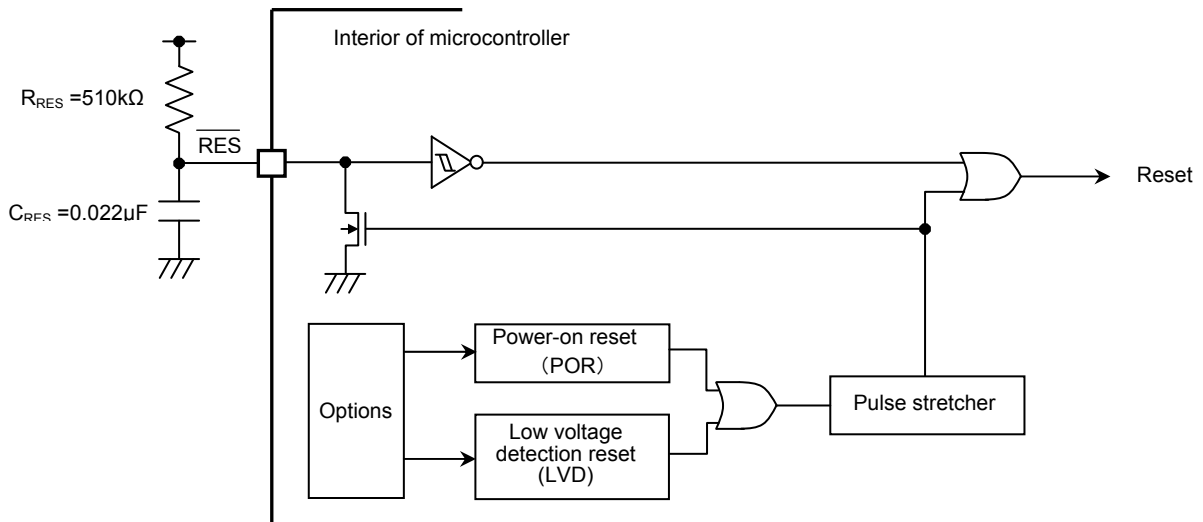 Interior of microcontroller
RRES =510kΩ
RES
CRES =0.022μF
Reset
Options
Power-on reset
（POR）
Low voltage
detection reset
(LVD)
Pulse stretcher